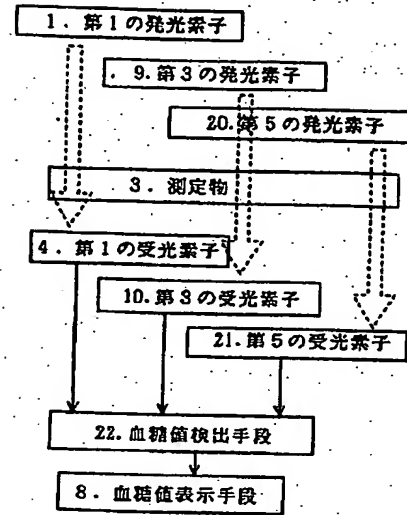 1. 第1の発光素子
9. 第3の発光素子
20. 第5の発光素子
3. 測定物
4. 第1の受光素子
10. 第3の受光素子
21. 第5の受光素子
22. 血糖値検出手段
8. 血糖値表示手段